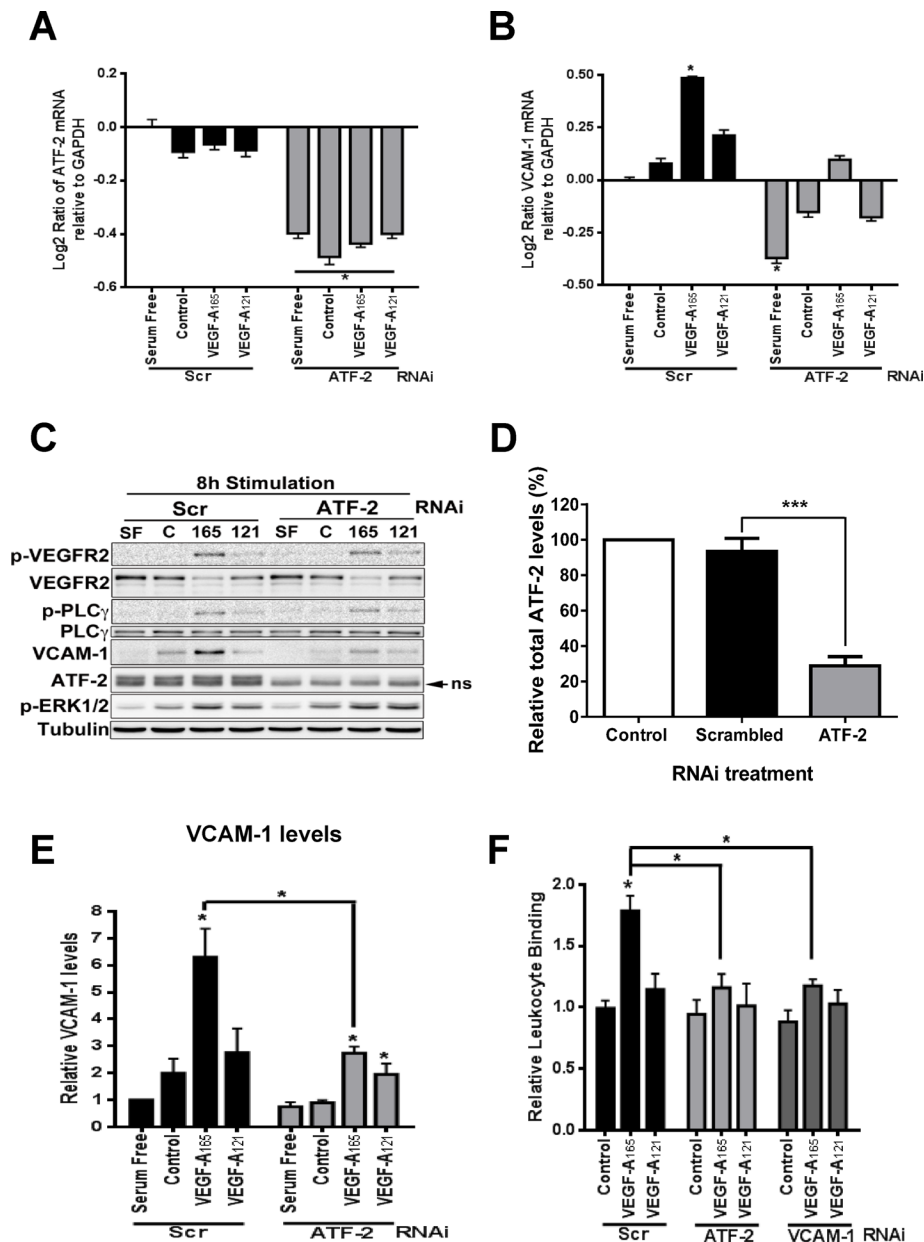 A
Log2 Ratio of ATF-2 mRNA
relative to GAPDH
0.2
0.0
-0.2
-0.4
-0.6
*
Serum Free
Control
VEGF-A165
VEGF-A121
Serum Free
Control
VEGF-A165
VEGF-A121
Scr
ATF-2
RNAi
B
Log2 Ratio VCAM-1 mRNA
relative to GAPDH
0.50
0.25
0.00
-0.25
-0.50
*
*
Serum Free
Control
VEGF-A165
VEGF-A121
Serum Free
Control
VEGF-A165
VEGF-A121
Scr
ATF-2
RNAi
C
8h Stimulation
Scr
ATF-2
RNAi
SF C 165 121 SF C 165 121
p-VEGFR2
VEGFR2
p-PLCγ
PLCγ
VCAM-1
ATF-2
ns
p-ERK1/2
Tubulin
D
Relative total ATF-2 levels (%)
120
100
80
60
40
20
0
***
Control
Scrambled
ATF-2
RNAi treatment
E
VCAM-1 levels
Relative VCAM-1 levels
8
7
6
5
4
3
2
1
0
*
*
*
*
Serum Free
Control
VEGF-A165
VEGF-A121
Serum Free
Control
VEGF-A165
VEGF-A121
Scr
ATF-2
RNAi
F
Relative Leukocyte Binding
2.0
1.5
1.0
0.5
0.0
*
*
*
Control
VEGF-A165
VEGF-A121
Control
VEGF-A165
VEGF-A121
Control
VEGF-A165
VEGF-A121
Scr
ATF-2
VCAM-1
RNAi